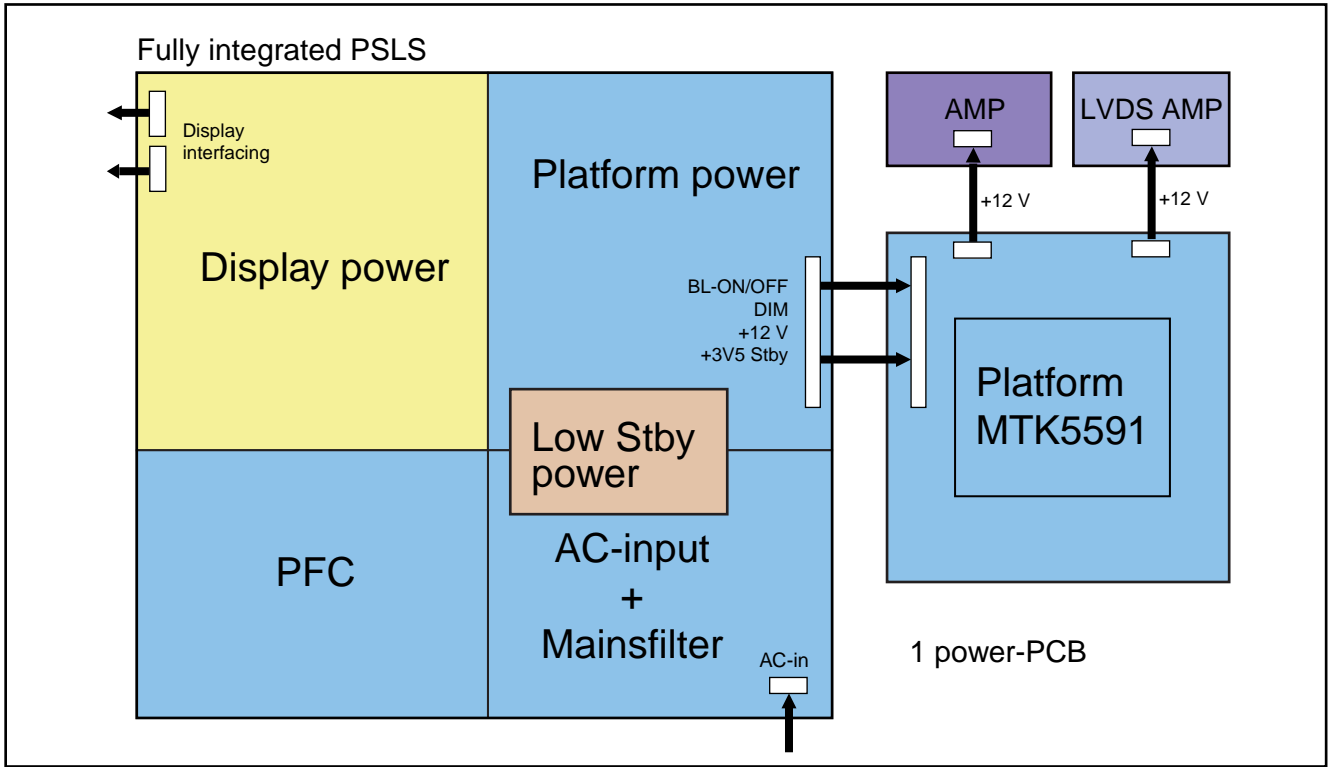 Fully integrated PSLS
Display
interfacing
Display power
Platform power
BL-ON/OFF
DIM
+12 V
+3V5 Stby
Low Stby
power
PFC
AC-input
+
Mainsfilter
AC-in
AMP
LVDS AMP
+12 V
+12 V
Platform
MTK5591
1 power-PCB